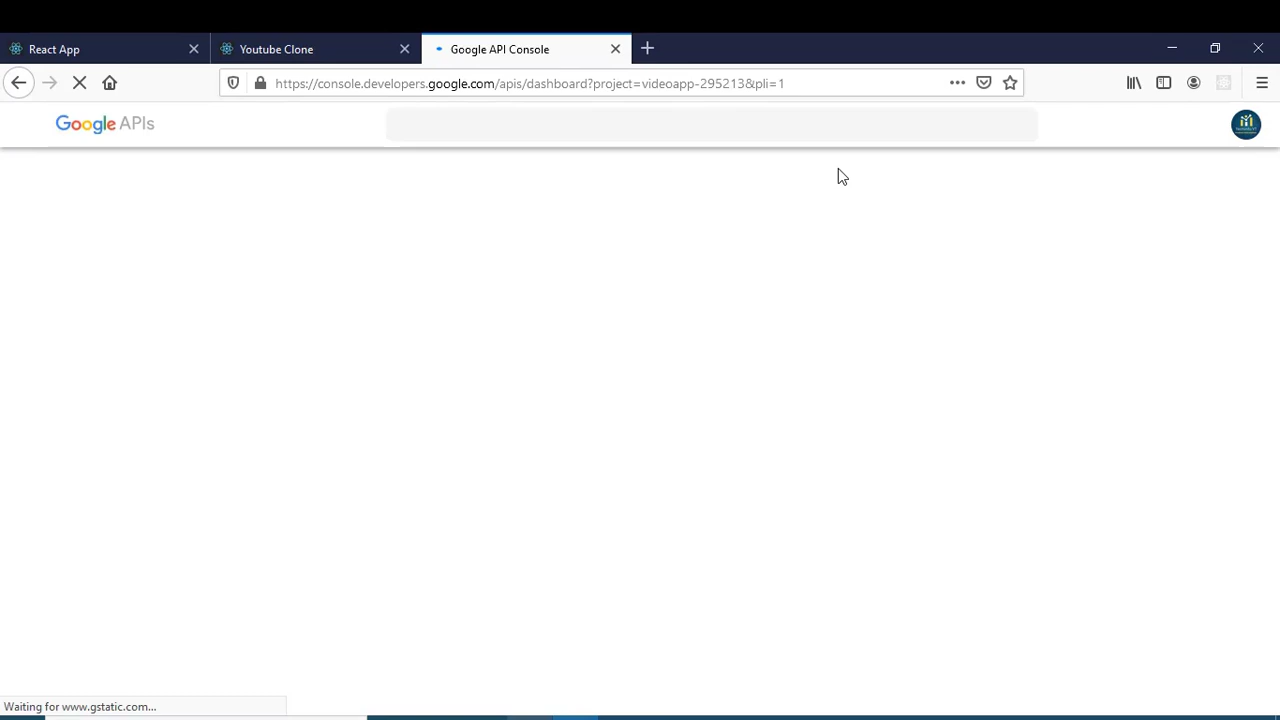 React App
Youtube Clone
Google API Console
https://console.developers.google.com/apis/dashboard?project=videoapp-295213&pli=1
Google APIs
Waiting for www.gstatic.com...